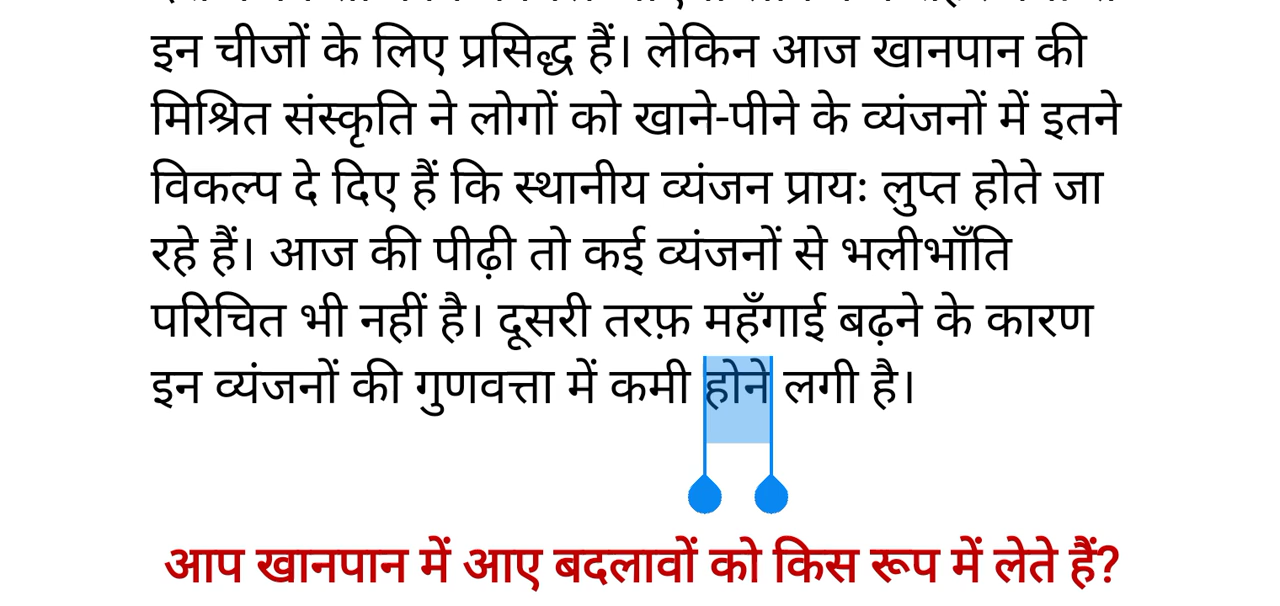 इन चीजों के लिए प्रसिद्ध हैं। लेकिन आज खानपान की
मिश्रित संस्कृति ने लोगों को खाने-पीने के व्यंजनों में इतने
विकल्प दे दिए हैं कि स्थानीय व्यंजन प्रायः लुप्त होते जा
रहे हैं। आज की पीढ़ी तो कई व्यंजनों से भलीभाँति
परिचित भी नहीं है। दूसरी तरफ़ महँगाई बढ़ने के कारण
इन व्यंजनों की गुणवत्ता में कमी होने लगी है।
आप खानपान में आए बदलावों को किस रूप में लेते हैं?